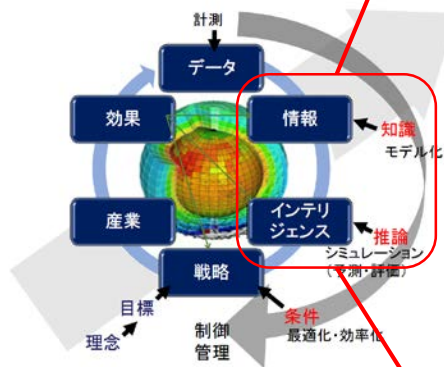 計測
データ
効果
情報
知識
モデル化
産業
インテリ
ジェンス
推論
シミュレーション
(予測・評価)
戦略
目標
理念
条件
最適化・効率化
制御
管理